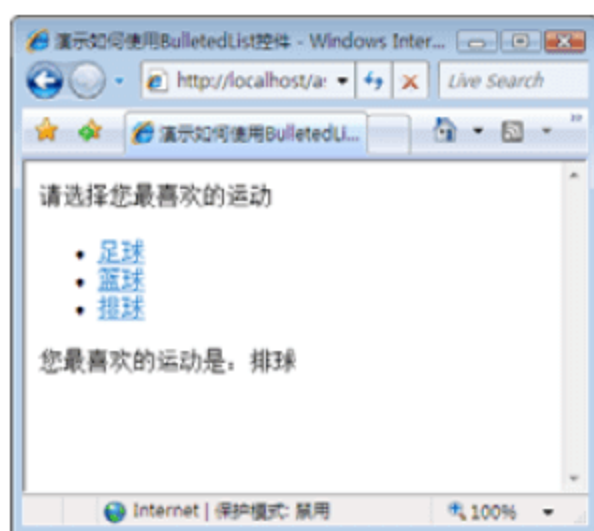 演示如何使用BulletedList控件 - Windows Inter...
http://localhost/a
Live Search
演示如何使用BulletedLi...
请选择您最喜欢的运动
足球
篮球
排球
您最喜欢的运动是：排球
Internet | 保护模式: 禁用
100%